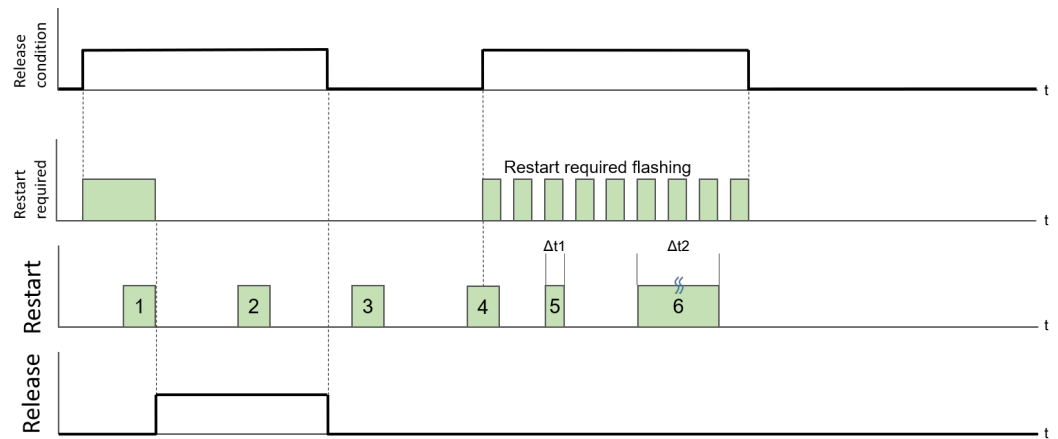 Release
condition
t
Restart
required
Restart required flashing
t
Restart
Δt1
Δt2
1
2
3
4
5
6
t
Release
t